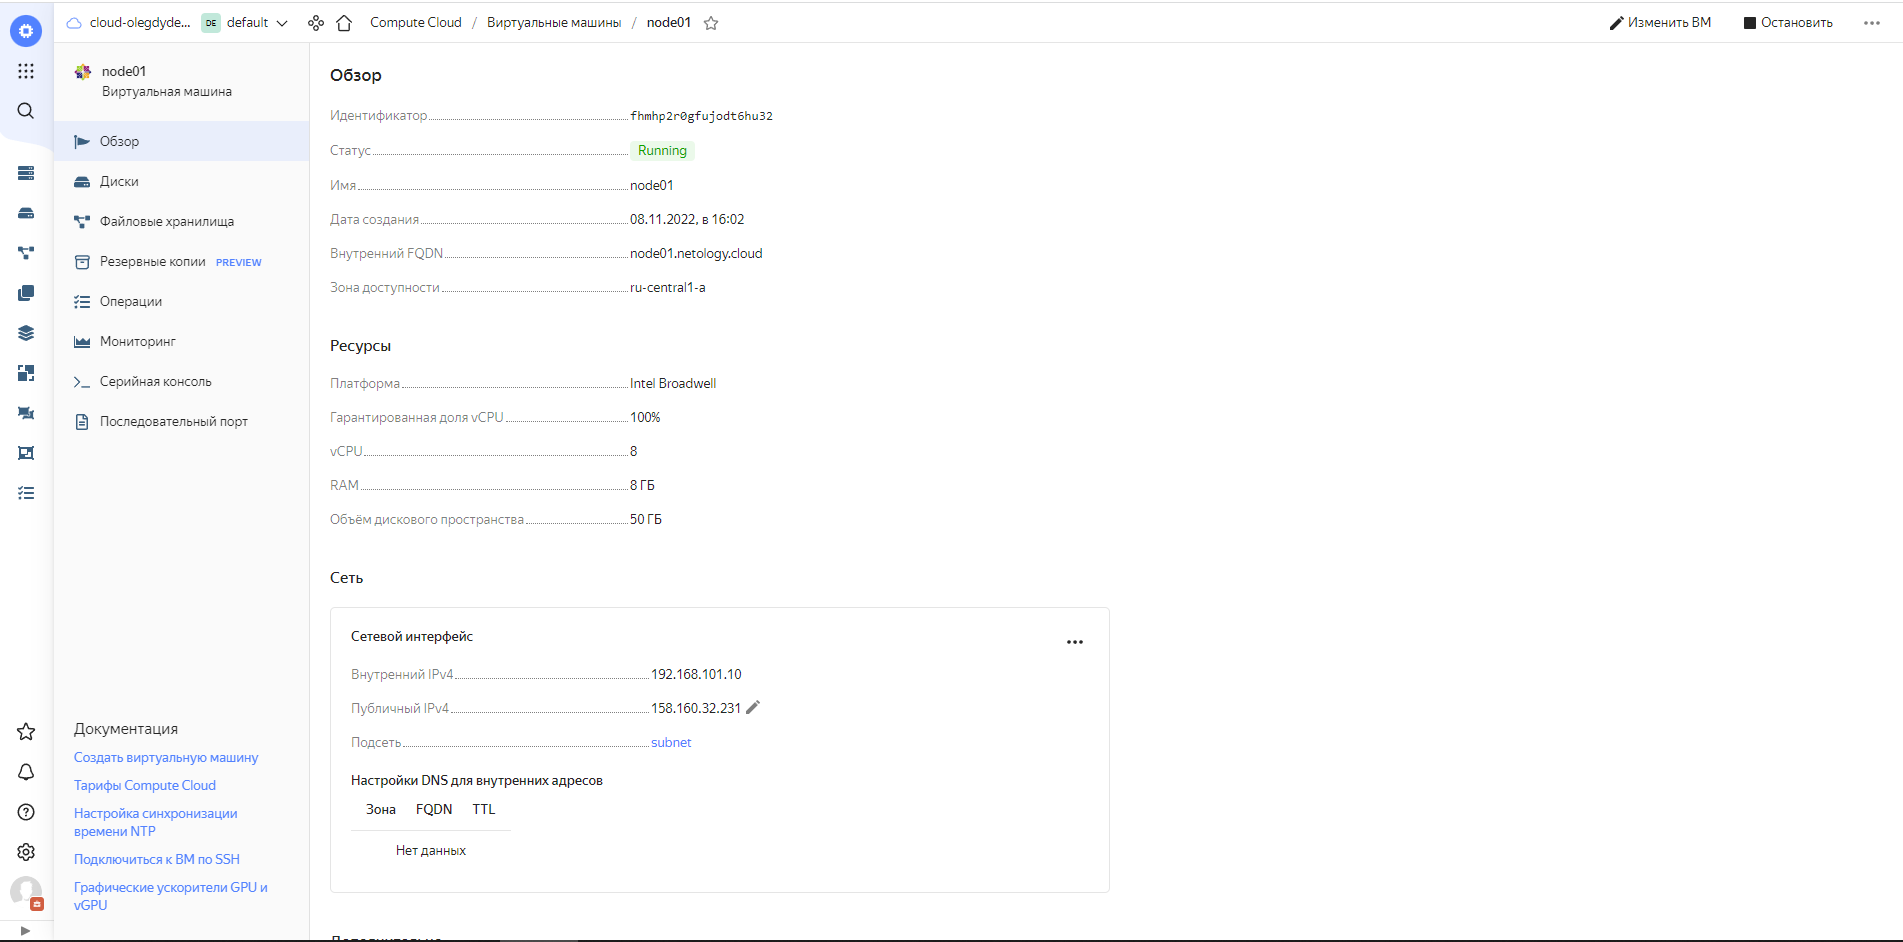 cloud-olegdyde... DE default Compute Cloud / Виртуальные машины / node01 Изменить ВМ Остановить
node01
Виртуальная машина
Обзор
Диски
Файловые хранилища
Резервные копии PREVIEW
Операции
Мониторинг
Серийная консоль
Последовательный порт
Документация
Создать виртуальную машину
Тарифы Compute Cloud
Настройка синхронизации
времени NTP
Подключиться к ВМ по SSH
Графические ускорители GPU и
vGPU
Обзор
Идентификатор fhmhp2r0gfujodt6hu32
Статус Running
Имя node01
Дата создания 08.11.2022, в 16:02
Внутренний FQDN node01.netology.cloud
Зона доступности ru-central1-a
Ресурсы
Платформа Intel Broadwell
Гарантированная доля vCPU 100%
vCPU 8
RAM 8 ГБ
Объём дискового пространства 50 ГБ
Сеть
Сетевой интерфейс
Внутренний IPv4 192.168.101.10
Публичный IPv4 158.160.32.231
Подсеть subnet
Настройки DNS для внутренних адресов
Зона FQDN TTL
Нет данных
Дополнительно